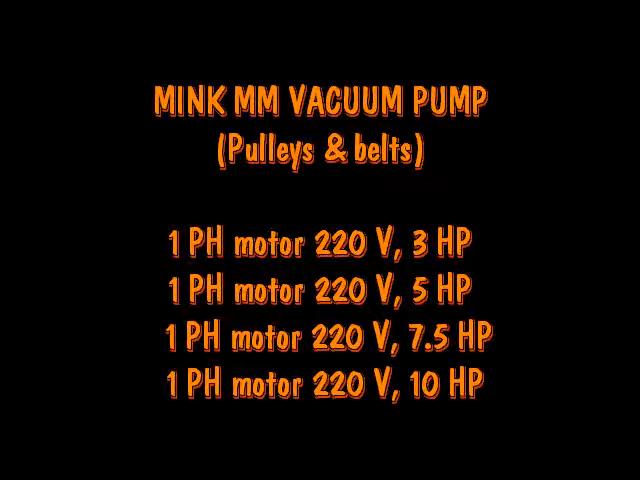 MINK MM VACUUM PUMP
(Pulleys & belts)
1 PH motor 220 V, 3 HP
1 PH motor 220 V, 5 HP
1 PH motor 220 V, 7.5 HP
1 PH motor 220 V, 10 HP